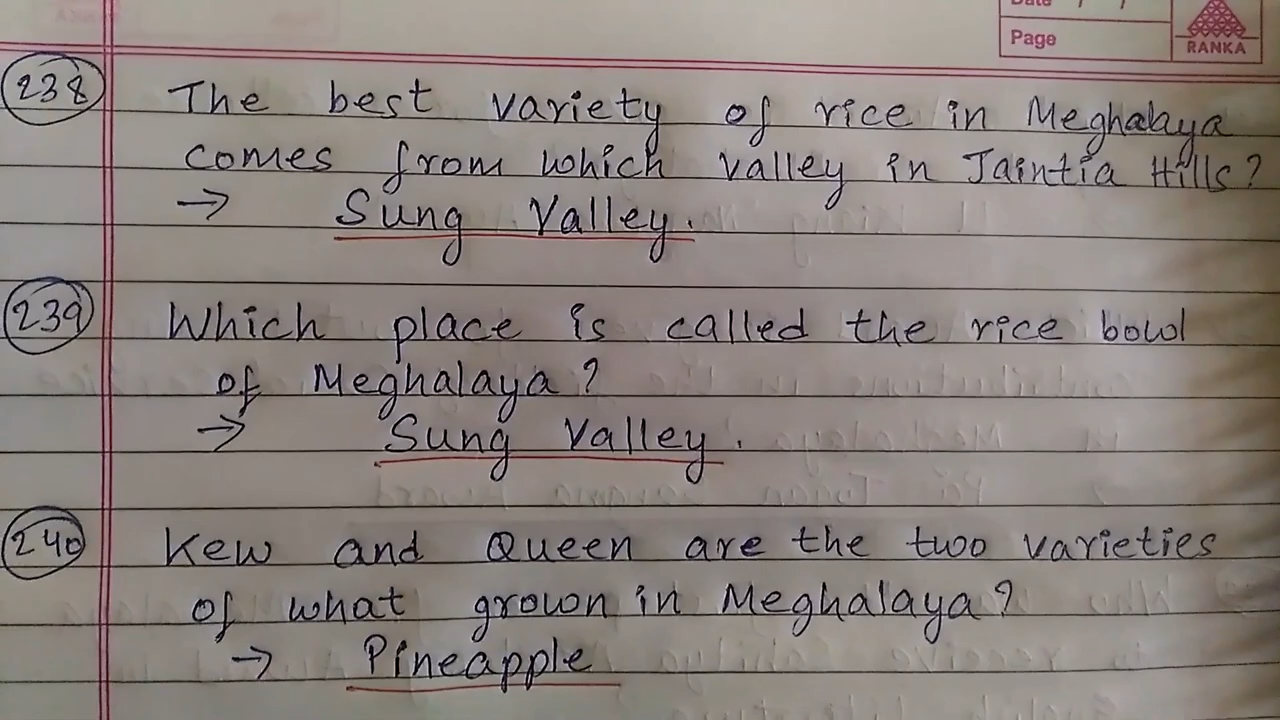 Date / /
Page
RANKA
238 The best variety of rice in Meghalaya
comes from which valley in Jaintia Hills?
→ Sung Valley.
239 Which place is called the rice bowl
of Meghalaya?
→ Sung Valley.
240 Kew and Queen are the two varieties
of what grown in Meghalaya?
→ Pineapple